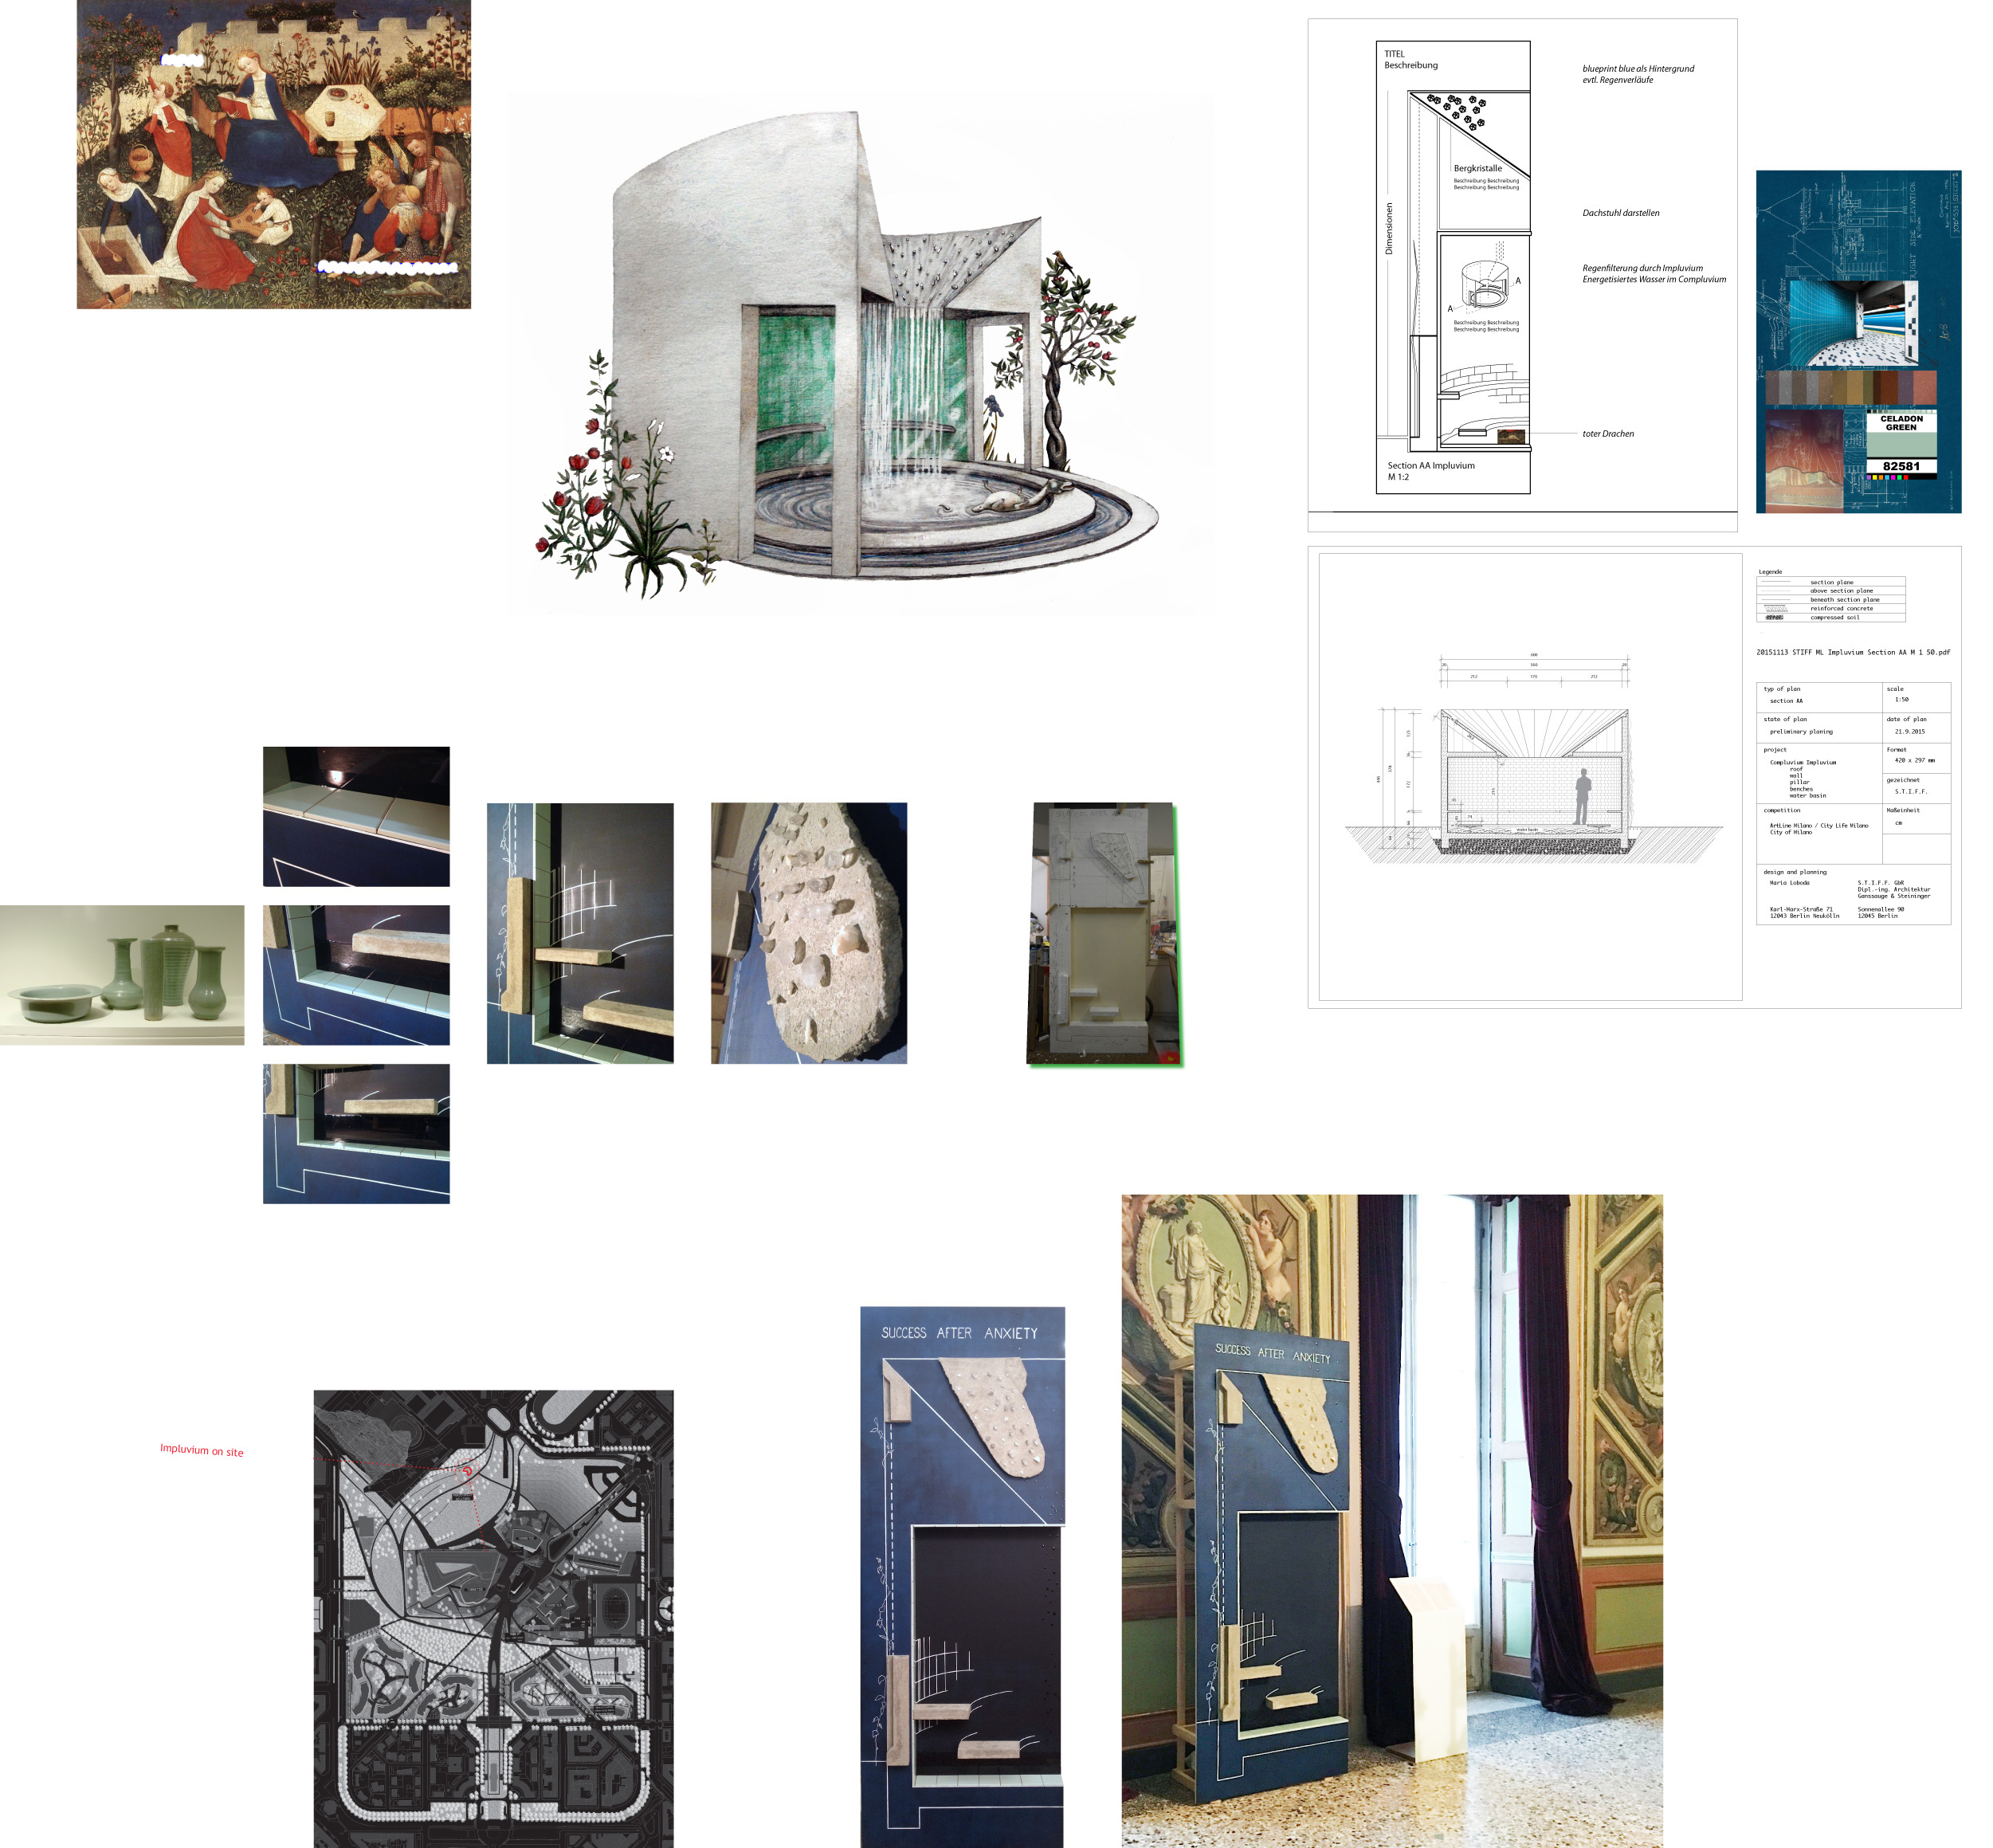 TITEL
Beschreibung
Dimensionen
Bergkristalle
Beschreibung Beschreibung
Beschreibung Beschreibung
A
A
Beschreibung Beschreibung
Beschreibung Beschreibung
Section AA Impluvium
M 1:2
blueprint blue als Hintergrund
evtl. Regenverläufe
Dachstuhl darstellen
Regenfilterung durch Impluvium
Energetisiertes Wasser im Compluvium
toter Drachen
CELADON
GREEN
82581
Legende
section plane
above section plane
beneath section plane
reinforced concrete
compressed soil
20151113 STIFF ML Impluvium Section AA M 1 50.pdf
typ of plan
section AA
scale
1:50
state of plan
preliminary planing
date of plan
21.9.2015
project
Compluvium Impluvium
roof
wall
pillar
benches
water basin
Format
420 x 297 mm
gezeichnet
S.T.I.F.F.
competition
ArtLine Milano / City Life Milano
City of Milano
Maßeinheit
cm
design and planning
Maria Loboda
Karl-Marx-Straße 71
12043 Berlin Neukölln
S.T.I.F.F. GbR
Dipl.-ing. Architektur
Ganssauge & Steininger
Sonnenallee 90
12045 Berlin
Impluvium on site
SUCCESS AFTER ANXIETY
SUCCESS AFTER ANXIETY